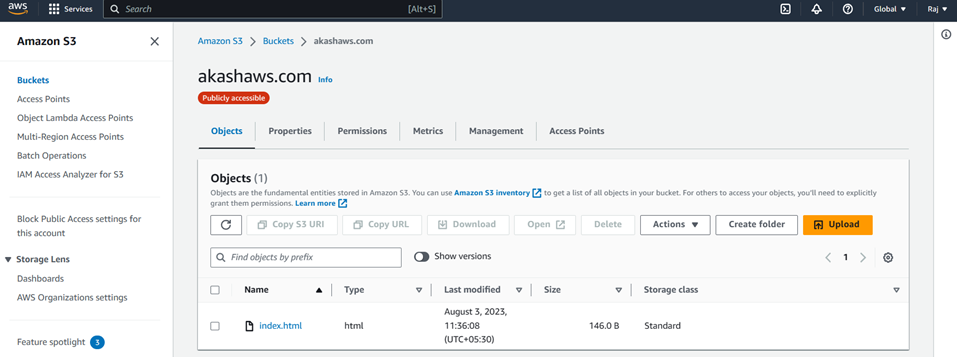 aws Services Search [Alt+S] Global ▼ Raj ▼
Amazon S3
Buckets
Access Points
Object Lambda Access Points
Multi-Region Access Points
Batch Operations
IAM Access Analyzer for S3
Block Public Access settings for
this account
Storage Lens
Dashboards
AWS Organizations settings
Feature spotlight 3
Amazon S3 > Buckets > akashaws.com
akashaws.com Info
Publicly accessible
Objects Properties Permissions Metrics Management Access Points
Objects (1)
Objects are the fundamental entities stored in Amazon S3. You can use Amazon S3 inventory to get a list of all objects in your bucket. For others to access your objects, you'll need to explicitly
grant them permissions. Learn more
Copy S3 URI Copy URL Download Open Delete Actions ▼ Create folder Upload
Find objects by prefix Show versions < 1 >
Name ▲ Type Last modified Size Storage class
index.html html August 3, 2023,
11:36:08
(UTC+05:30) 146.0 B Standard